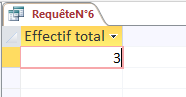 RequêteN°6
Effectif total
3